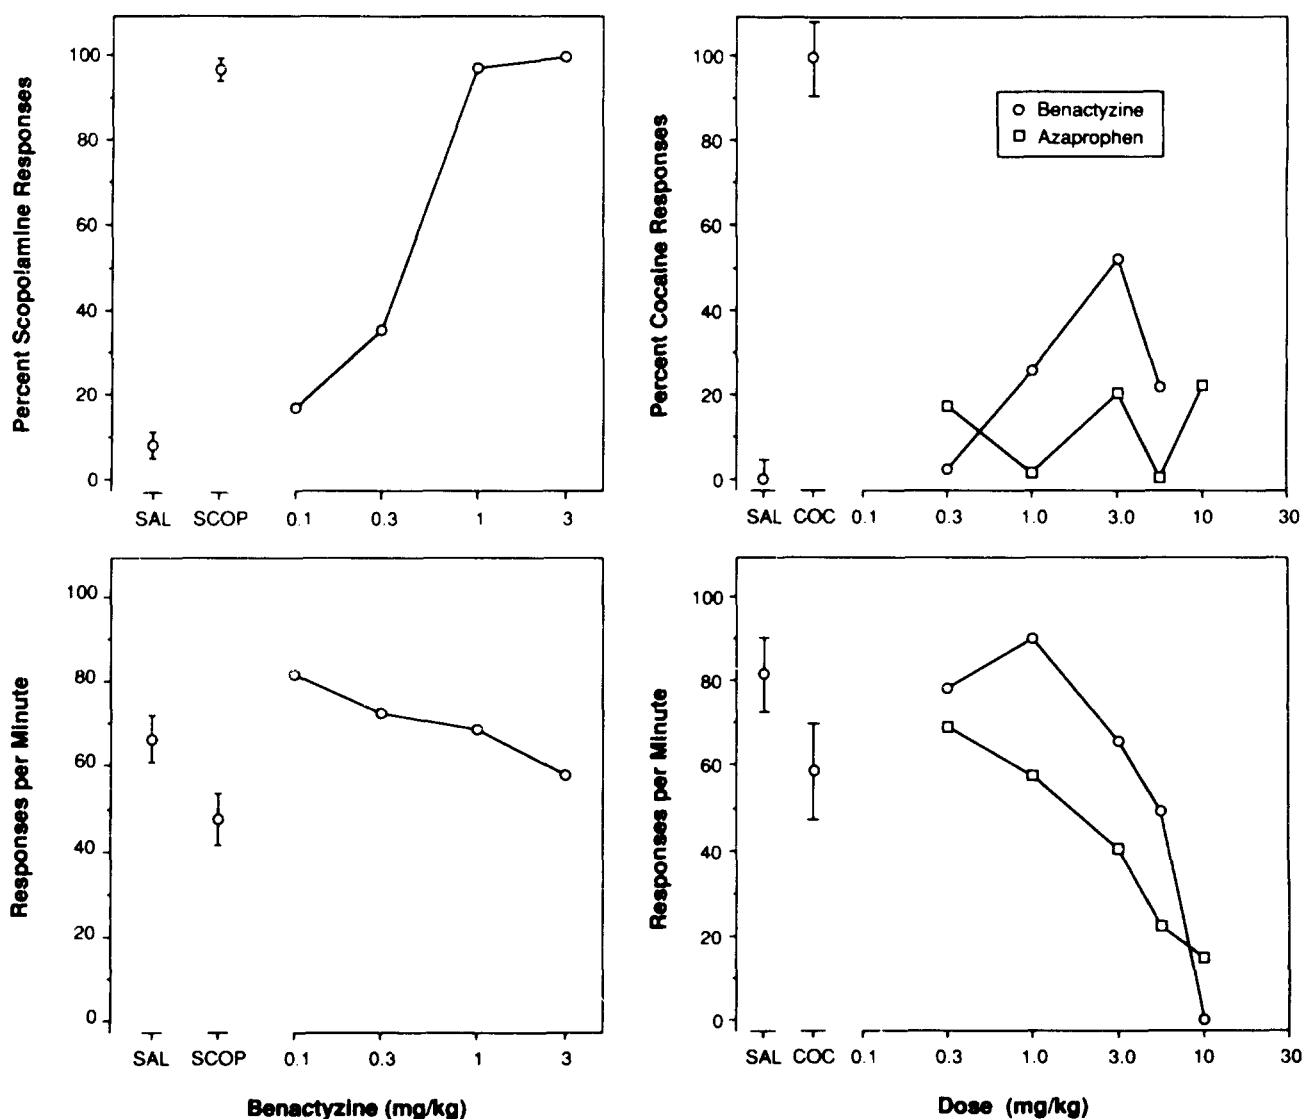 Percent Scopolamine Responses
100
80
60
40
20
0
SAL SCOP 0.1 0.3 1 3
Percent Cocaine Responses
100
80
60
40
20
0
Benactyzine
Azaprophen
SAL COC 0.1 0.3 1.0 3.0 10 30
Responses per Minute
100
80
60
40
20
0
SAL SCOP 0.1 0.3 1 3
Benactyzine (mg/kg)
Responses per Minute
100
80
60
40
20
0
SAL COC 0.1 0.3 1.0 3.0 10 30
Dose (mg/kg)